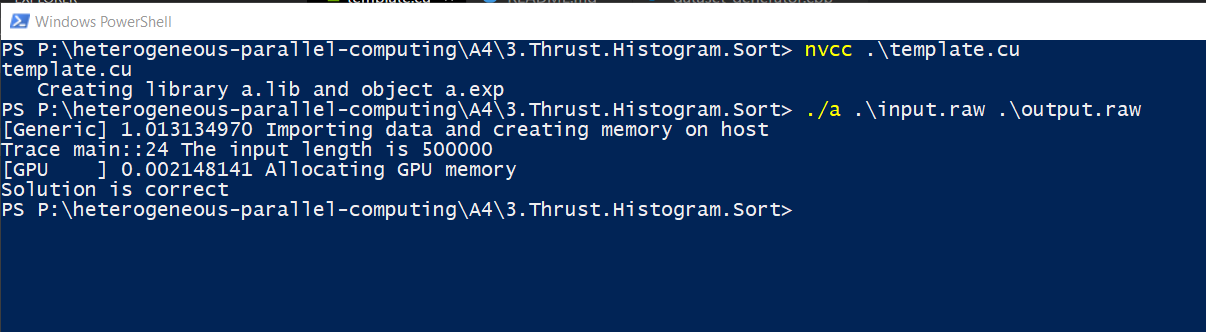 Windows PowerShell
PS P:\heterogeneous-parallel-computing\A4\3.Thrust.Histogram.Sort> nvcc .\template.cu
template.cu
   Creating library a.lib and object a.exp
PS P:\heterogeneous-parallel-computing\A4\3.Thrust.Histogram.Sort> ./a .\input.raw .\output.raw
[Generic] 1.013134970 Importing data and creating memory on host
Trace main::24 The input length is 500000
[GPU    ] 0.002148141 Allocating GPU memory
Solution is correct
PS P:\heterogeneous-parallel-computing\A4\3.Thrust.Histogram.Sort>